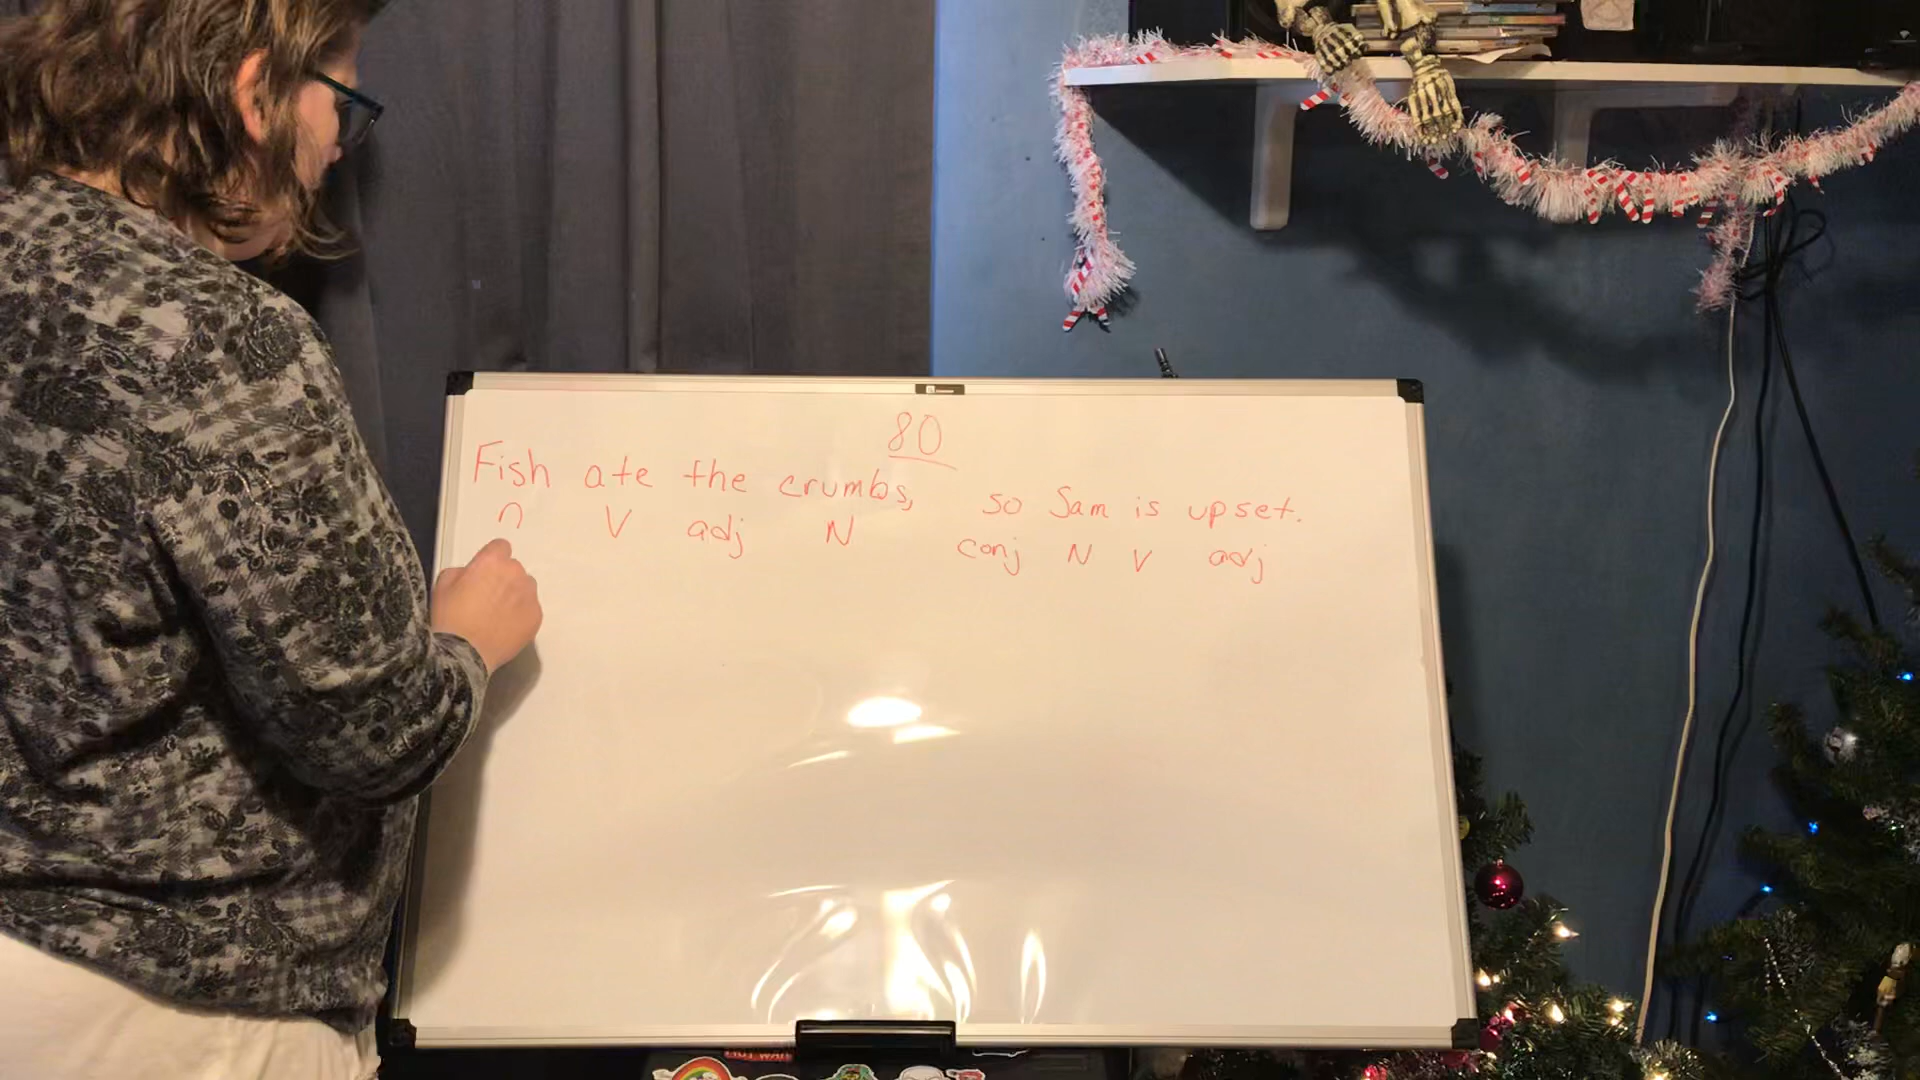 80
Fish ate the crumbs, so Sam is upset.
n V adj N conj N V adj